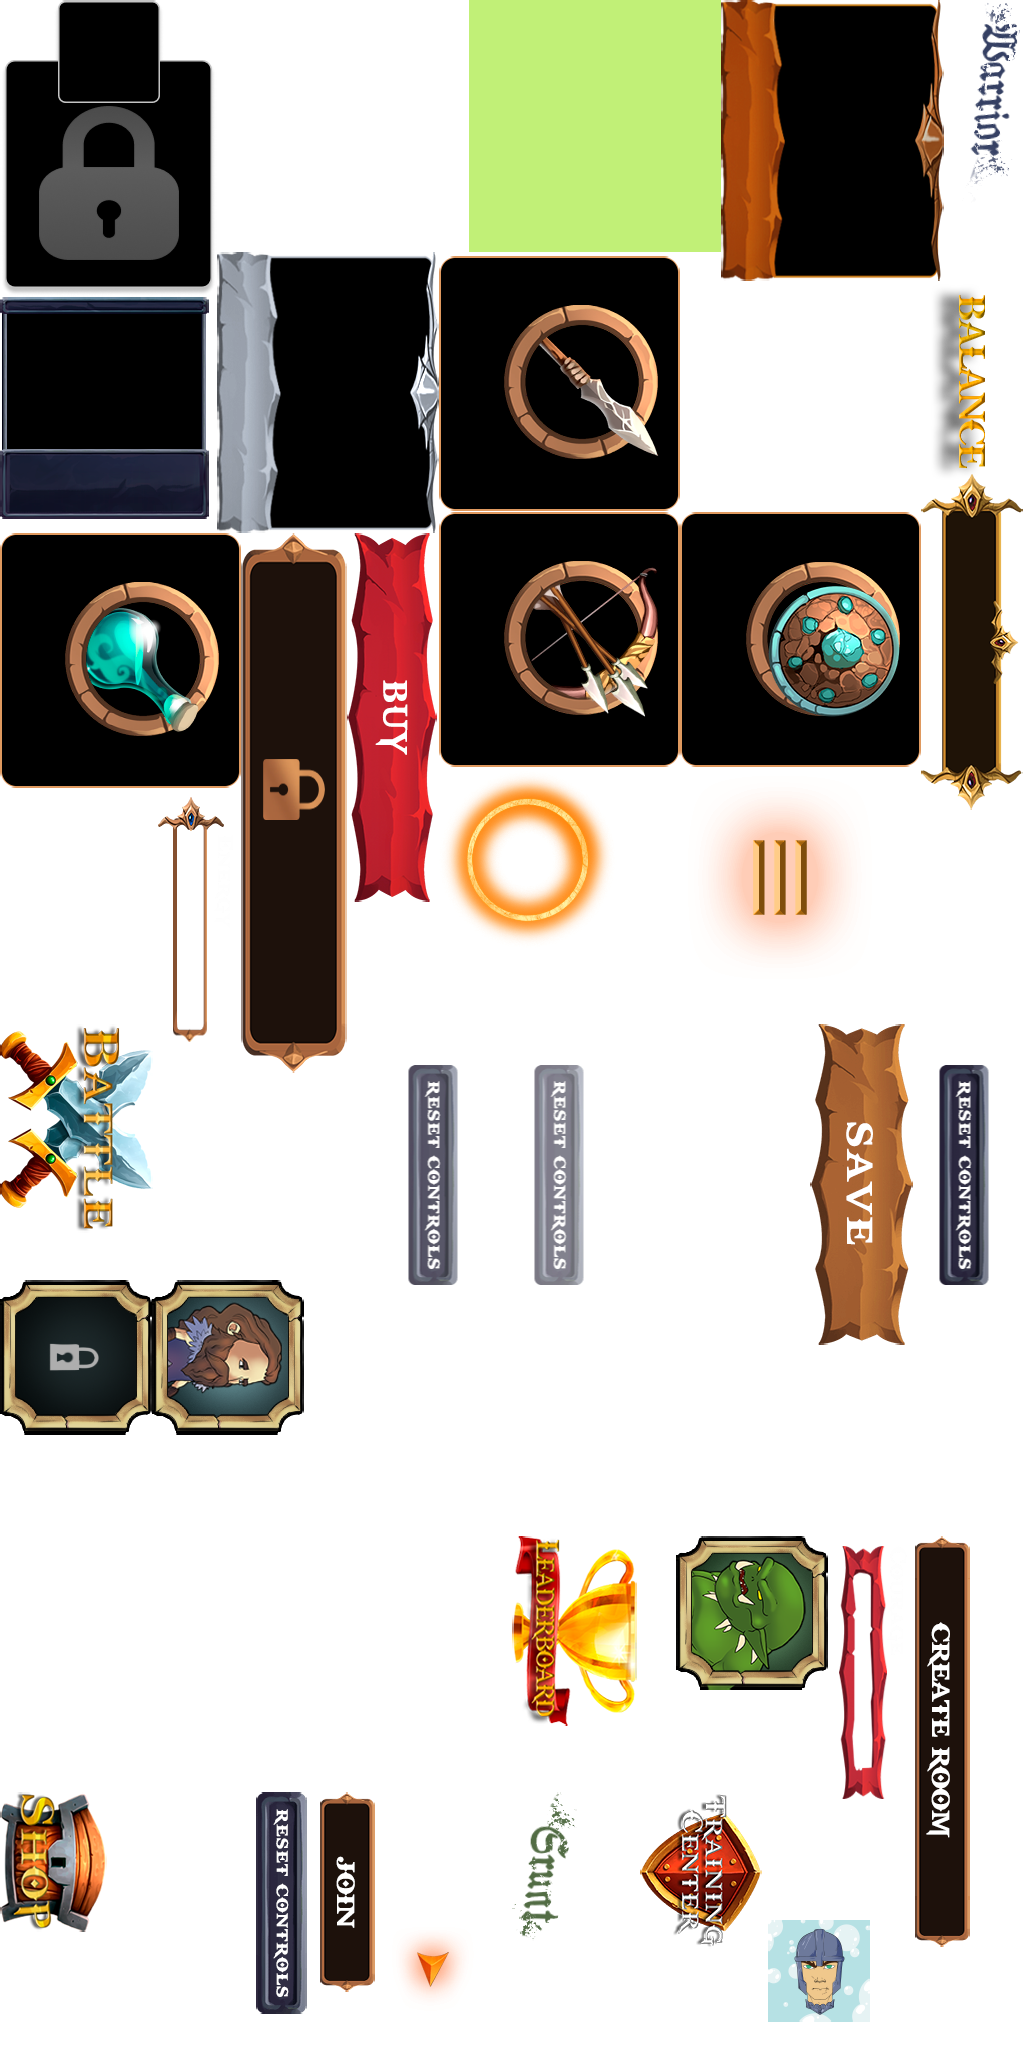 Warrior
BALANCE
BUY
BATTLE
RESET CONTROLS
RESET CONTROLS
SAVE
RESET CONTROLS
LEADERBOARD
CREATE ROOM
SHOP
RESET CONTROLS
JOIN
Grunt
TRAINING
CENTER